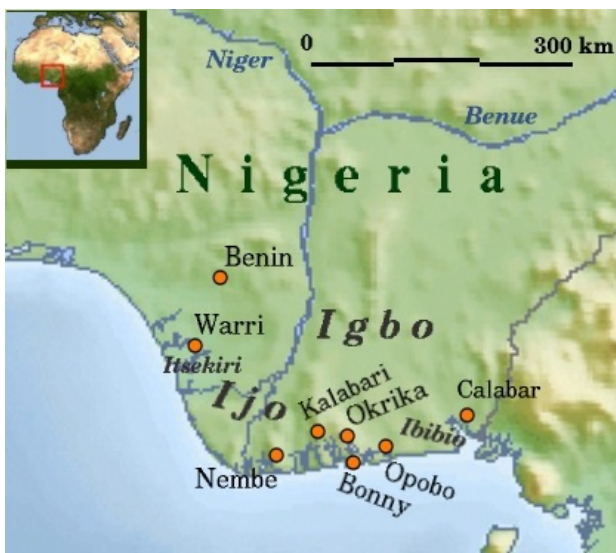 0 300 km
Niger
Benue
Nigeria
Benin
Igbo
Warri
Itsekiri
Ijo
Kalabari
Okrika
Calabar
Ibibio
Nembe
Bonny
Opobo